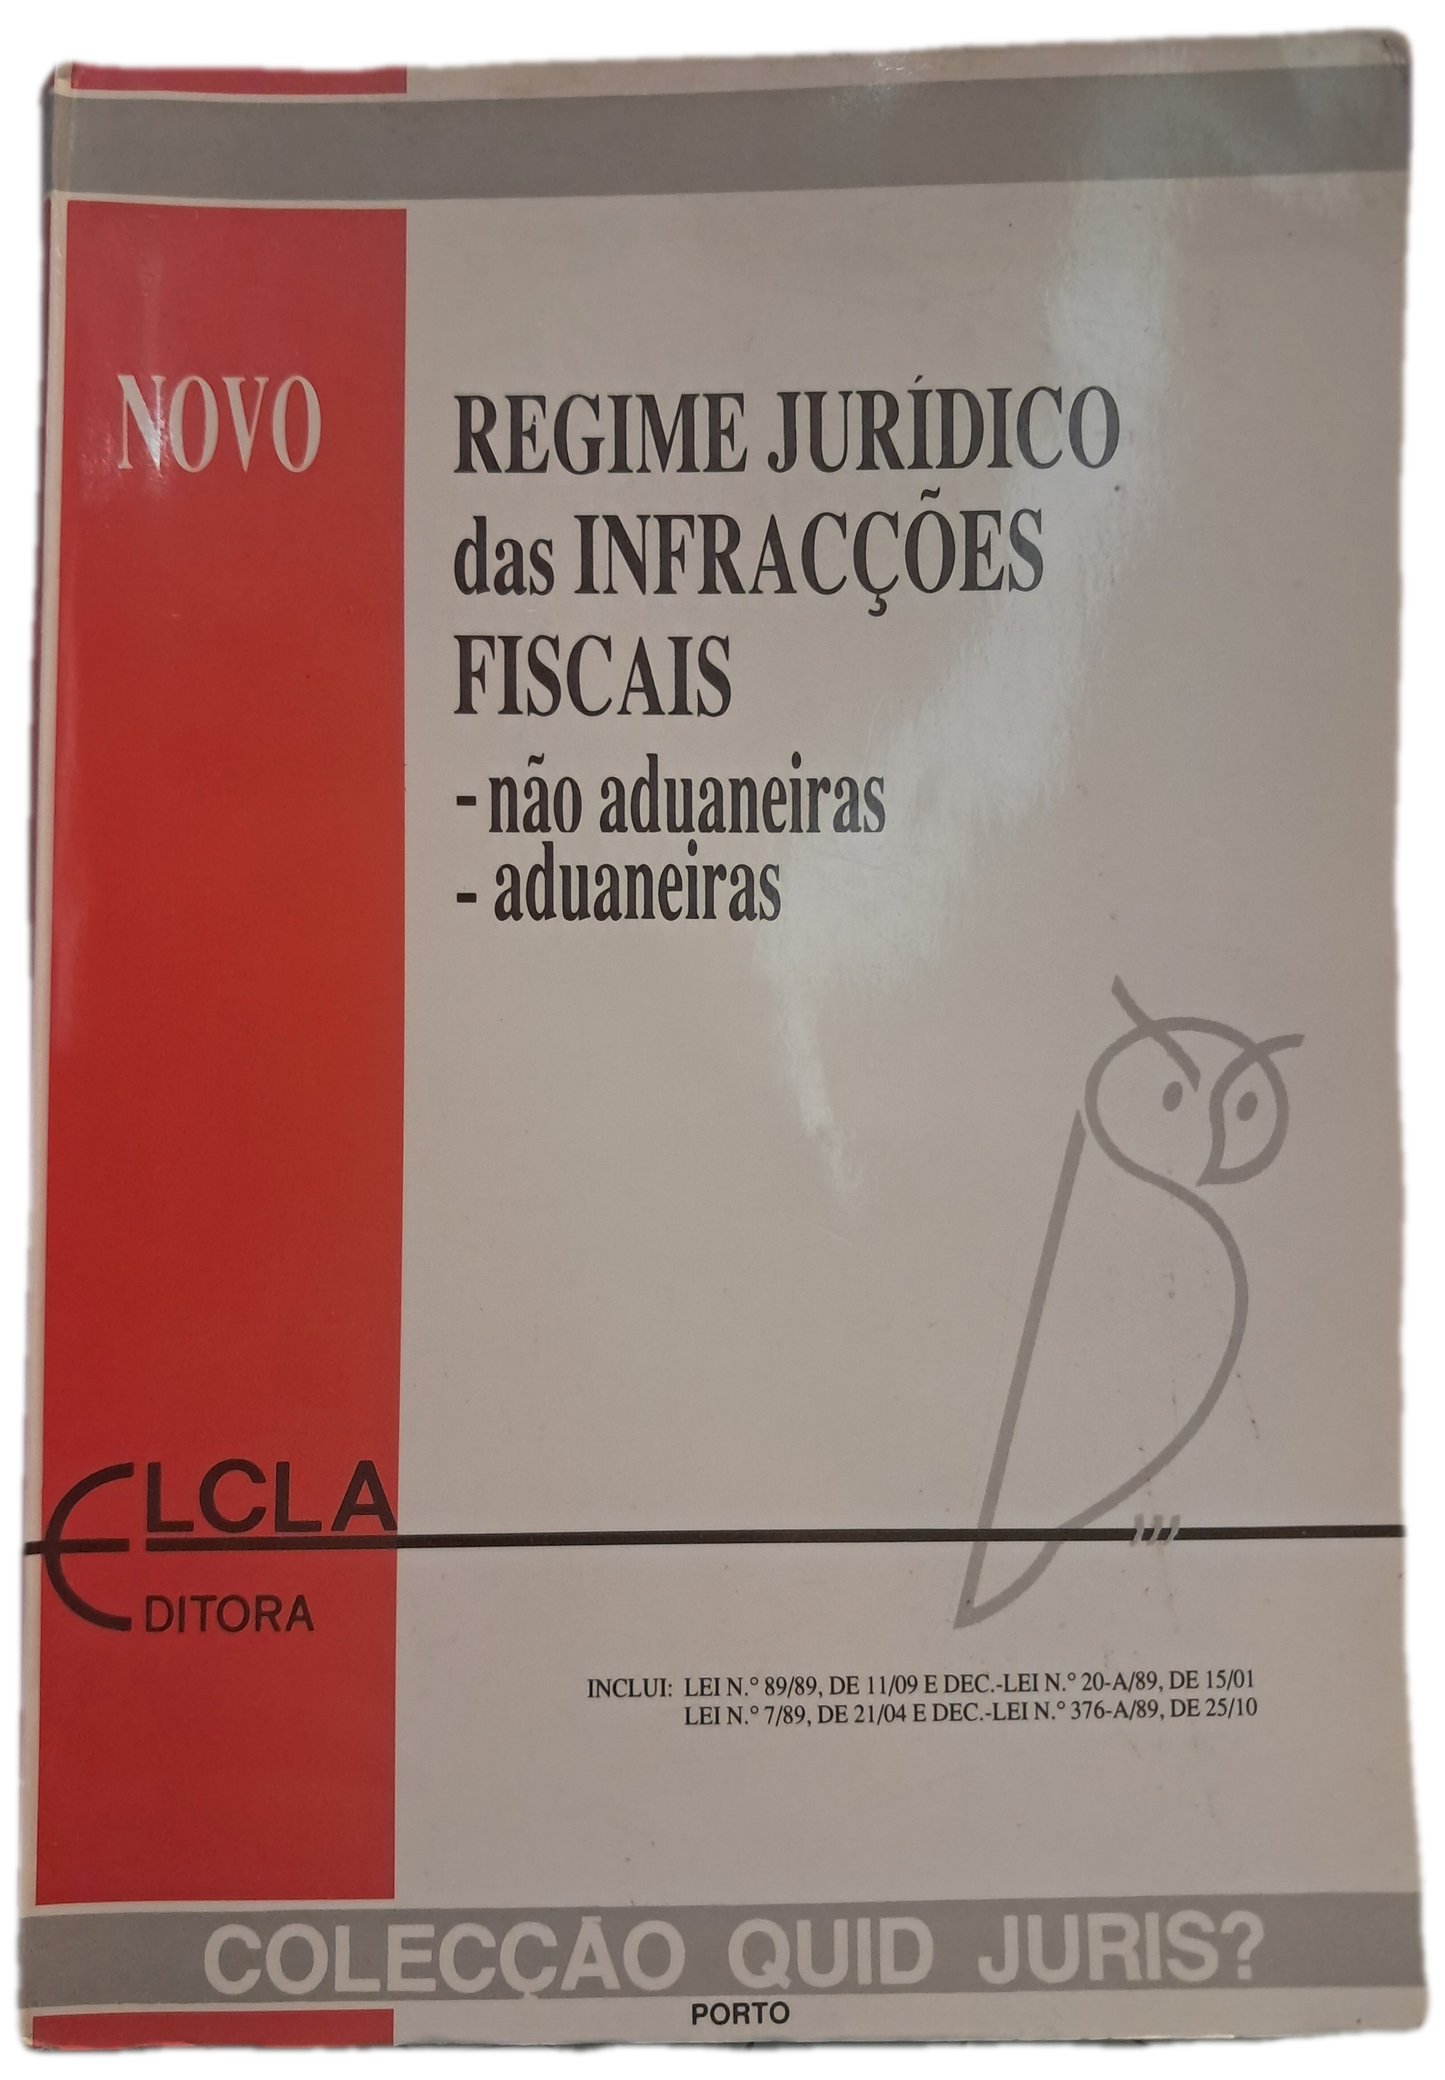 NOVO
REGIME JURÍDICO
das INFRACÇÕES
FISCAIS
- não aduaneiras
- aduaneiras
ELCLA
EDITORA
INCLUI: LEI N.º 89/89, DE 11/09 E DEC.-LEI N.º 20-A/89, DE 15/01
LEI N.º 7/89, DE 21/04 E DEC.-LEI N.º 376-A/89, DE 25/10
COLECÇÃO QUID JURIS?
PORTO